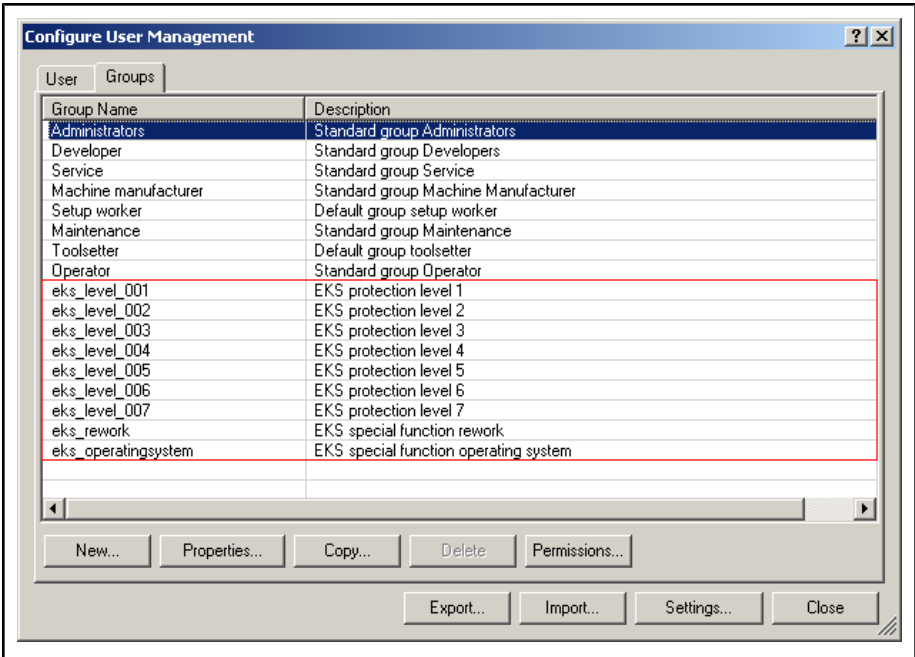 Configure User Management
User Groups
Group Name Description
Administrators Standard group Administrators
Developer Standard group Developers
Service Standard group Service
Machine manufacturer Standard group Machine Manufacturer
Setup worker Default group setup worker
Maintenance Standard group Maintenance
Toolsetter Default group toolsetter
Operator Standard group Operator
eks_level_001 EKS protection level 1
eks_level_002 EKS protection level 2
eks_level_003 EKS protection level 3
eks_level_004 EKS protection level 4
eks_level_005 EKS protection level 5
eks_level_006 EKS protection level 6
eks_level_007 EKS protection level 7
eks_rework EKS special function rework
eks_operatingsystem EKS special function operating system
New... Properties... Copy... Delete Permissions...
Export... Import... Settings... Close